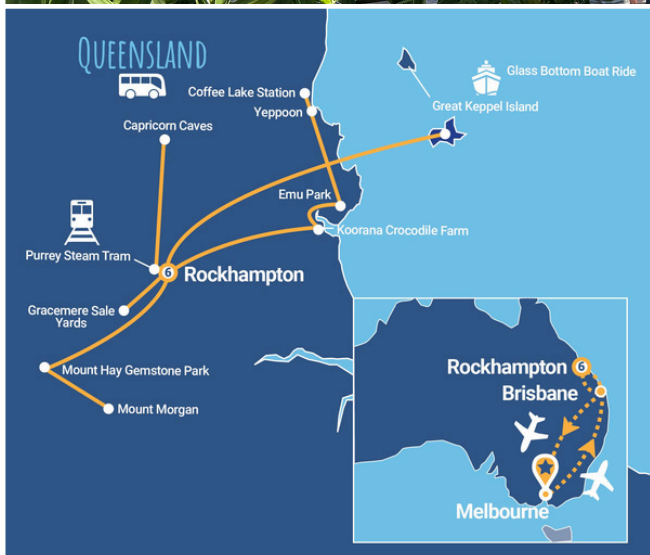 QUEENSLAND
Coffee Lake Station
Yeppoon
Glass Bottom Boat Ride
Great Keppel Island
Capricorn Caves
Emu Park
Koorana Crocodile Farm
Purrey Steam Tram
6
Rockhampton
Gracemere Sale
Yards
Mount Hay Gemstone Park
Mount Morgan
Rockhampton
6
Brisbane
Melbourne